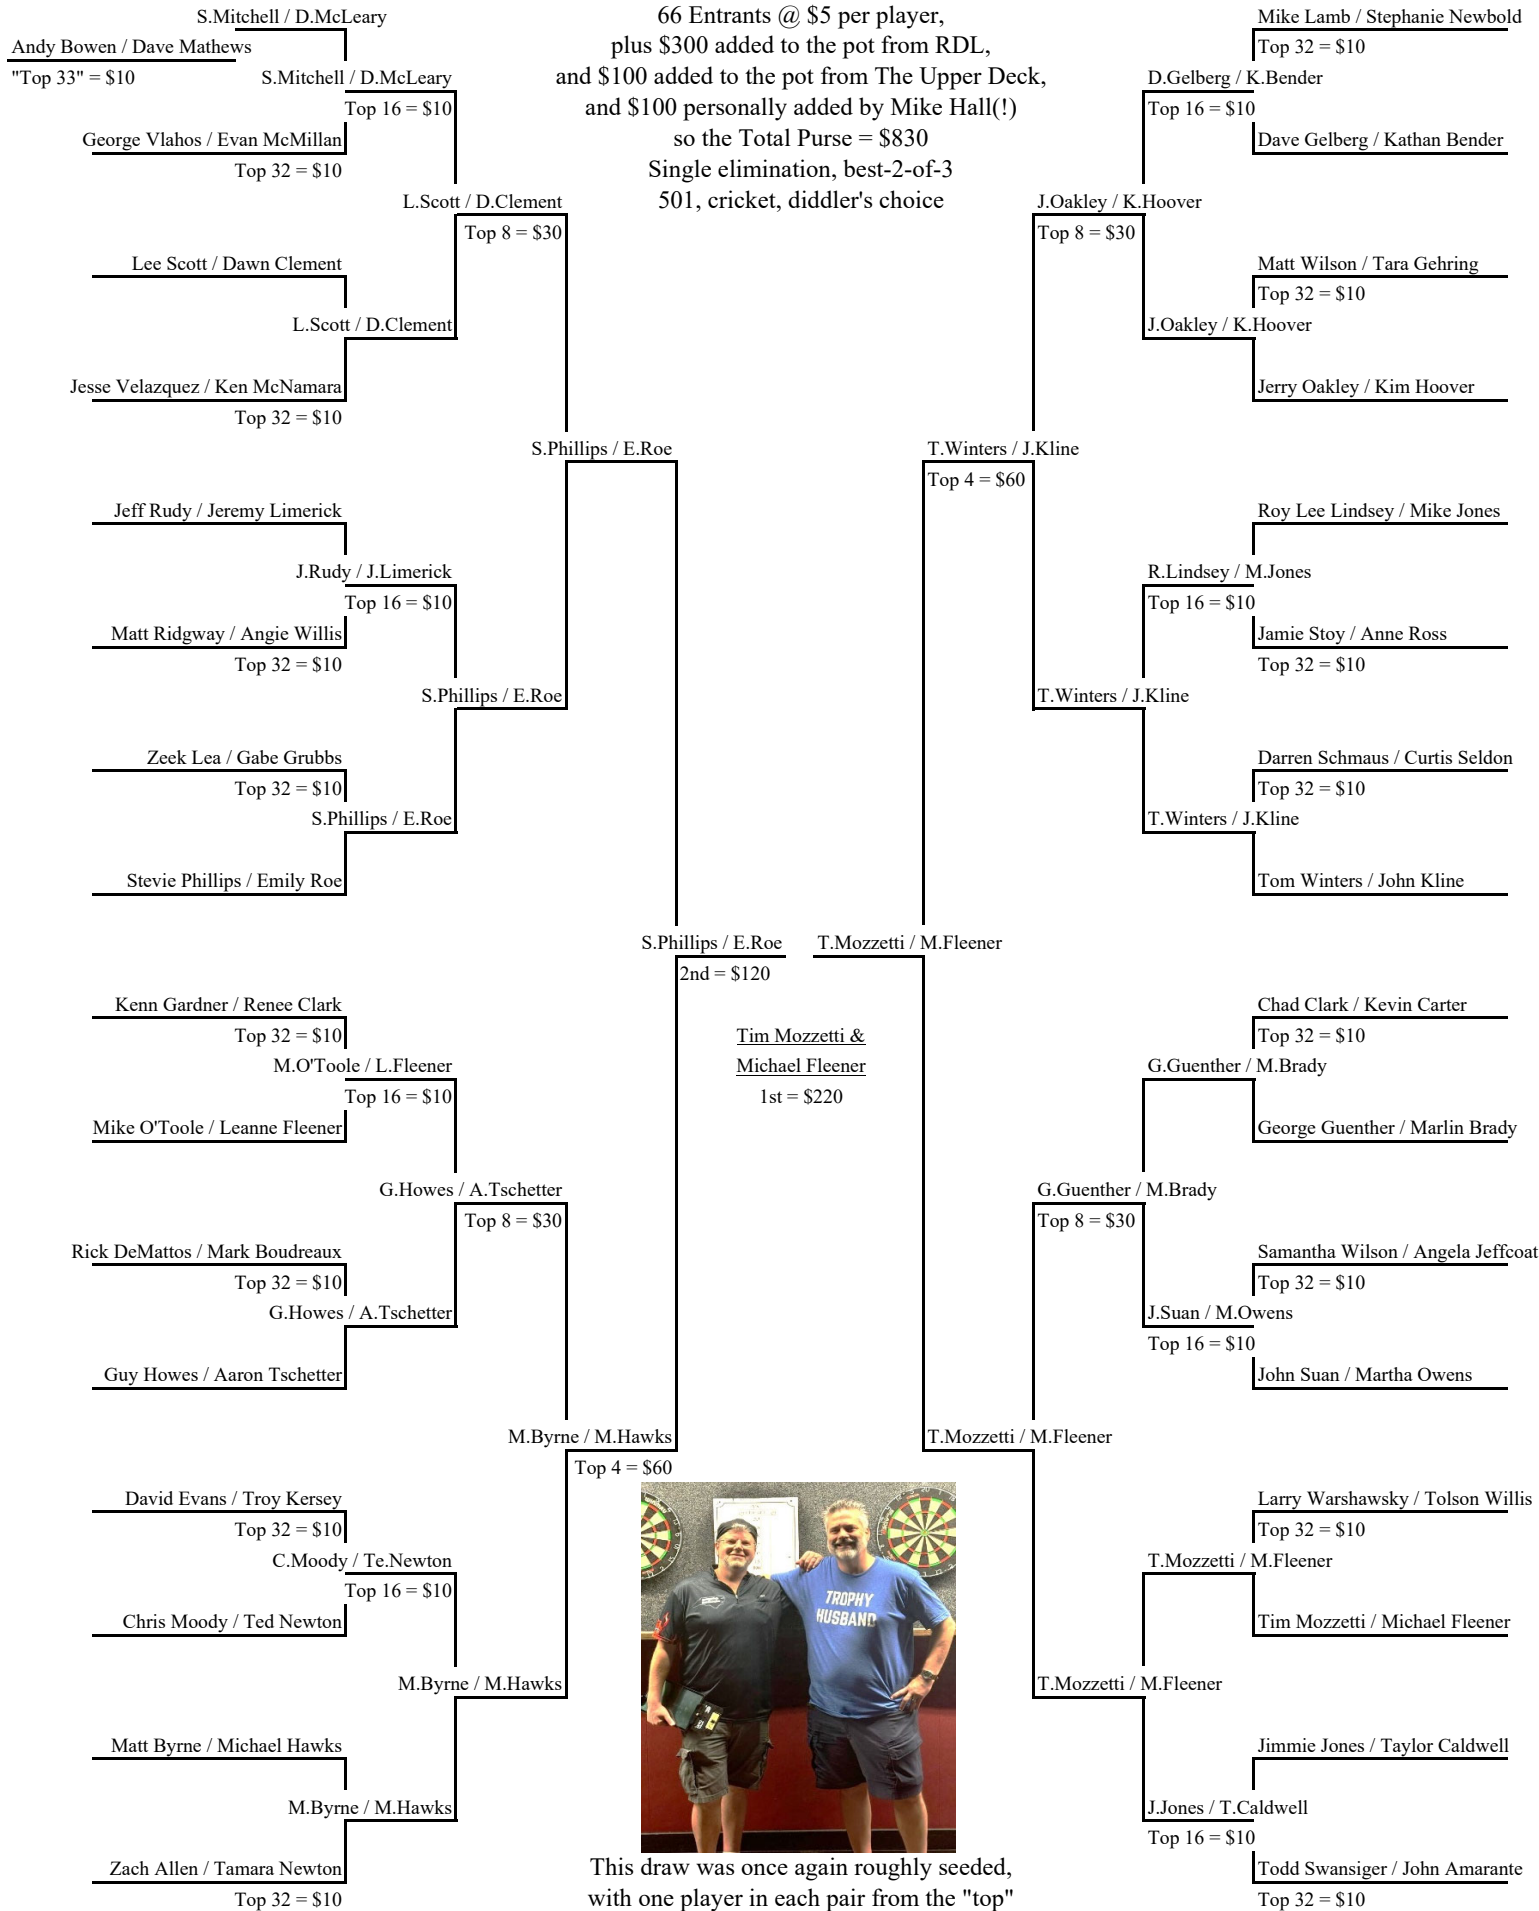 S.Mitchell / D.McLeary
Andy Bowen / Dave Mathews
"Top 33" = $10
S.Mitchell / D.McLeary
Top 16 = $10
George Vlahos / Evan McMillan
Top 32 = $10
L.Scott / D.Clement
Top 8 = $30
Lee Scott / Dawn Clement
L.Scott / D.Clement
Jesse Velazquez / Ken McNamara
Top 32 = $10
S.Phillips / E.Roe
Jeff Rudy / Jeremy Limerick
J.Rudy / J.Limerick
Top 16 = $10
Matt Ridgway / Angie Willis
Top 32 = $10
S.Phillips / E.Roe
Zeek Lea / Gabe Grubbs
Top 32 = $10
S.Phillips / E.Roe
Stevie Phillips / Emily Roe
S.Phillips / E.Roe
2nd = $120
Kenn Gardner / Renee Clark
Top 32 = $10
M.O'Toole / L.Fleener
Top 16 = $10
Mike O'Toole / Leanne Fleener
G.Howes / A.Tschetter
Top 8 = $30
Rick DeMattos / Mark Boudreaux
Top 32 = $10
G.Howes / A.Tschetter
Guy Howes / Aaron Tschetter
M.Byrne / M.Hawks
Top 4 = $60
David Evans / Troy Kersey
Top 32 = $10
C.Moody / Te.Newton
Top 16 = $10
Chris Moody / Ted Newton
M.Byrne / M.Hawks
Matt Byrne / Michael Hawks
M.Byrne / M.Hawks
Zach Allen / Tamara Newton
Top 32 = $10
66 Entrants @ $5 per player,
plus $300 added to the pot from RDL,
and $100 added to the pot from The Upper Deck,
and $100 personally added by Mike Hall(!)
so the Total Purse = $830
Single elimination, best-2-of-3
501, cricket, diddler's choice
Tim Mozzetti &
Michael Fleener
1st = $220
TROPHY
HUSBAND
This draw was once again roughly seeded,
with one player in each pair from the "top"
Mike Lamb / Stephanie Newbold
Top 32 = $10
D.Gelberg / K.Bender
Top 16 = $10
Dave Gelberg / Kathan Bender
J.Oakley / K.Hoover
Top 8 = $30
Matt Wilson / Tara Gehring
Top 32 = $10
J.Oakley / K.Hoover
Jerry Oakley / Kim Hoover
T.Winters / J.Kline
Top 4 = $60
Roy Lee Lindsey / Mike Jones
R.Lindsey / M.Jones
Top 16 = $10
Jamie Stoy / Anne Ross
Top 32 = $10
T.Winters / J.Kline
Darren Schmaus / Curtis Seldon
Top 32 = $10
T.Winters / J.Kline
Tom Winters / John Kline
T.Mozzetti / M.Fleener
Chad Clark / Kevin Carter
Top 32 = $10
G.Guenther / M.Brady
George Guenther / Marlin Brady
G.Guenther / M.Brady
Top 8 = $30
Samantha Wilson / Angela Jeffcoat
Top 32 = $10
J.Suan / M.Owens
Top 16 = $10
John Suan / Martha Owens
T.Mozzetti / M.Fleener
Larry Warshawsky / Tolson Willis
Top 32 = $10
T.Mozzetti / M.Fleener
Tim Mozzetti / Michael Fleener
T.Mozzetti / M.Fleener
Jimmie Jones / Taylor Caldwell
J.Jones / T.Caldwell
Top 16 = $10
Todd Swansiger / John Amarante
Top 32 = $10